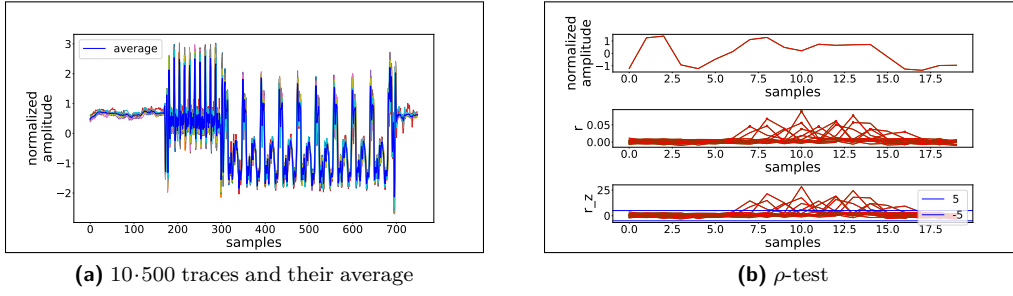 average
3
2
1
0
−1
−2
normalized
amplitude
0 100 200 300 400 500 600 700
samples
(a) 10·500 traces and their average
normalized
amplitude
1
0
−1
0.0 2.5 5.0 7.5 10.0 12.5 15.0 17.5
samples
r
0.05
0.00
0.0 2.5 5.0 7.5 10.0 12.5 15.0 17.5
samples
r_z
25
0
5
-5
0.0 2.5 5.0 7.5 10.0 12.5 15.0 17.5
samples
(b) ρ-test